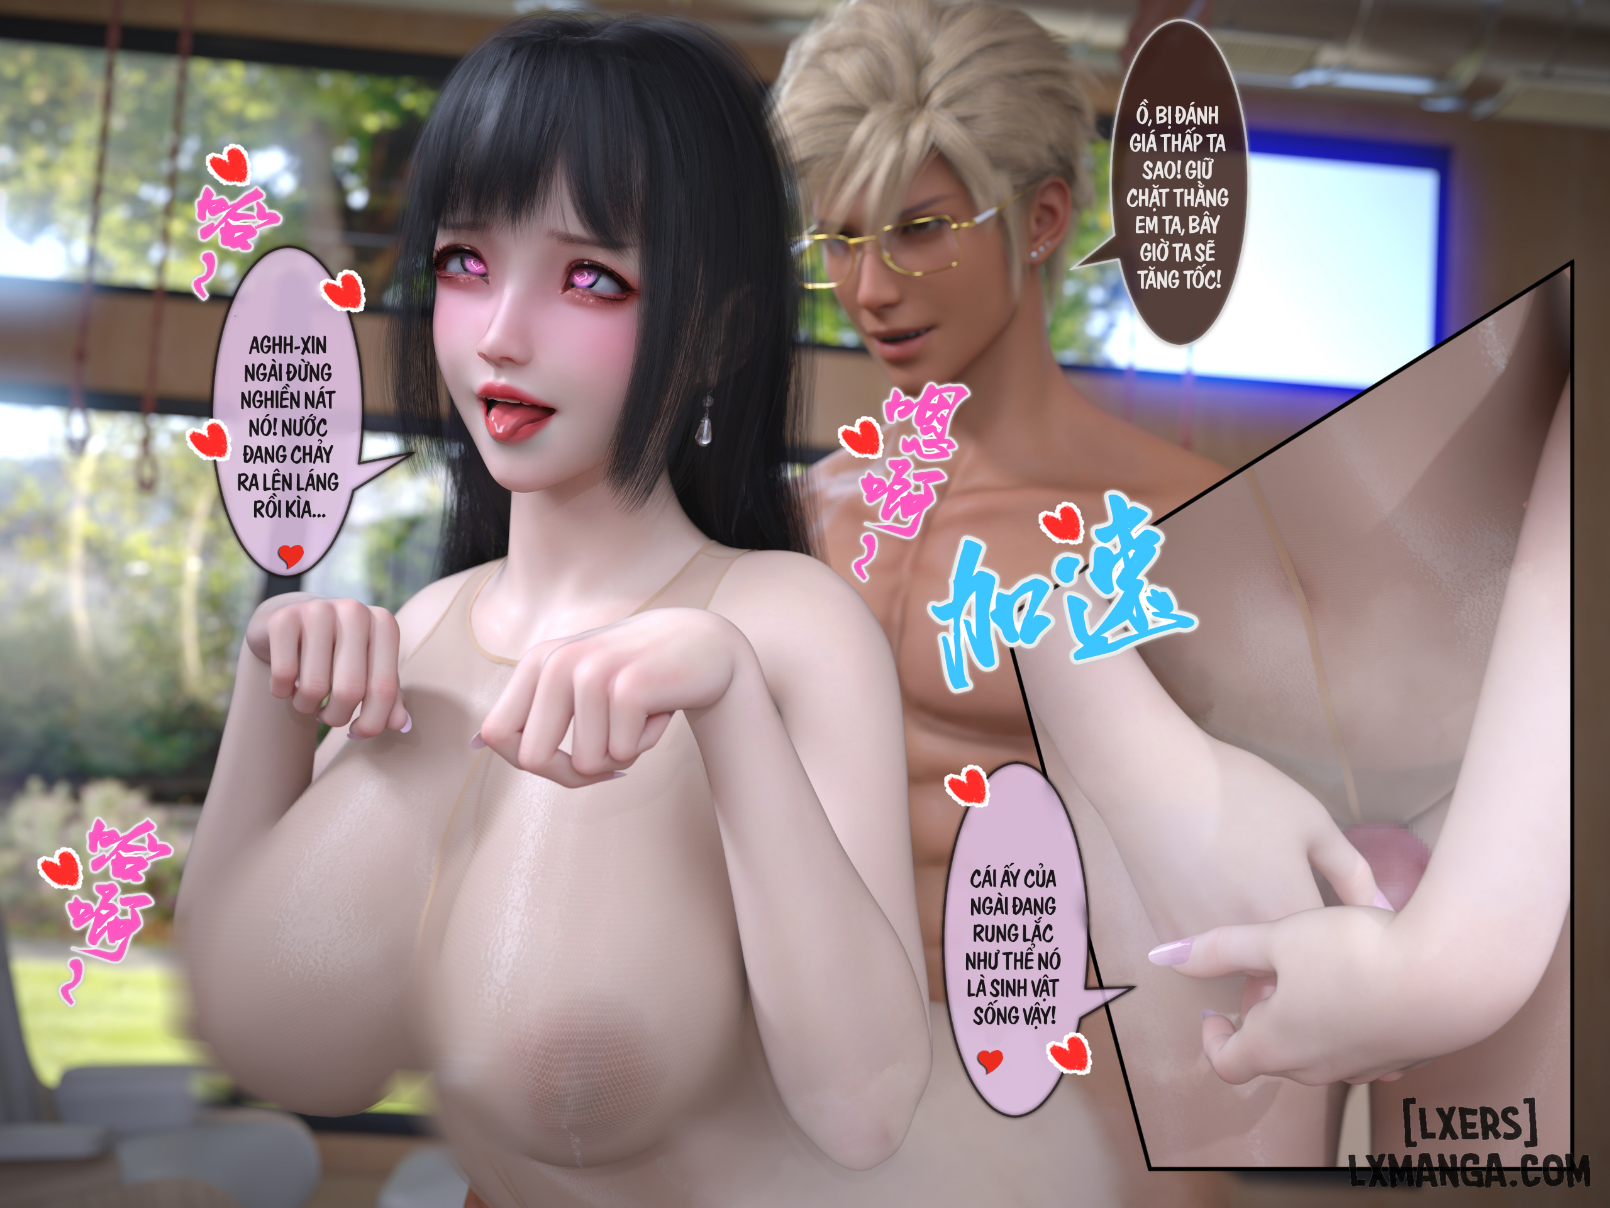 哈~
AGHH-XIN
NGÀI ĐỪNG
NGHIỀN NÁT
NÓ! NƯỚC
ĐANG CHẢY
RA LÊN LÁNG
RỒI KÌA...
Ồ, BỊ ĐÁNH
GIÁ THẤP TA
SAO! GIỮ
CHẶT THẰNG
EM TA, BÂY
GIỜ TA SẼ
TĂNG TỐC!
嗯啊~
加速
哈啊~
CÁI ẤY CỦA
NGÀI ĐANG
RUNG LẮC
NHƯ THỂ NÓ
LÀ SINH VẬT
SỐNG VẬY!
[LXERS]
LXMANGA.COM